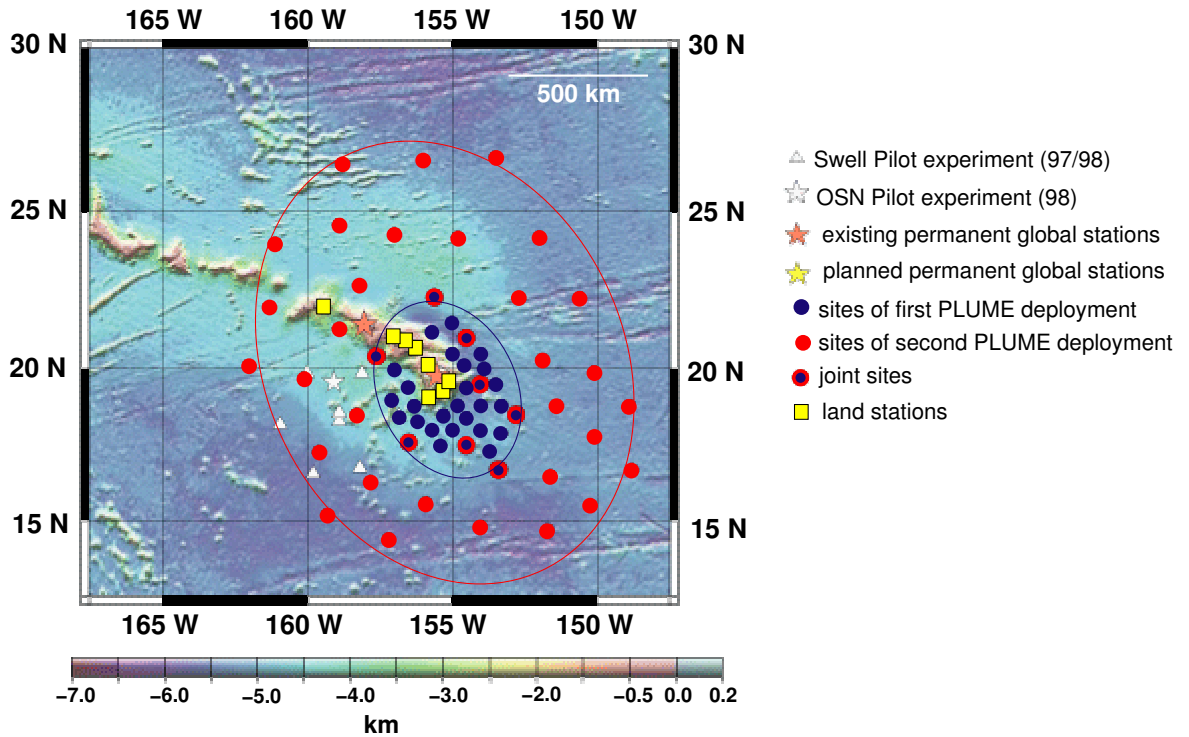 165 W 160 W 155 W 150 W
30 N 30 N
500 km
25 N 25 N
20 N 20 N
15 N 15 N
165 W 160 W 155 W 150 W
−7.0 −6.0 −5.0 −4.0 −3.0 −2.0 −0.5 0.0 0.2
km
Swell Pilot experiment (97/98)
OSN Pilot experiment (98)
existing permanent global stations
planned permanent global stations
sites of first PLUME deployment
sites of second PLUME deployment
joint sites
land stations